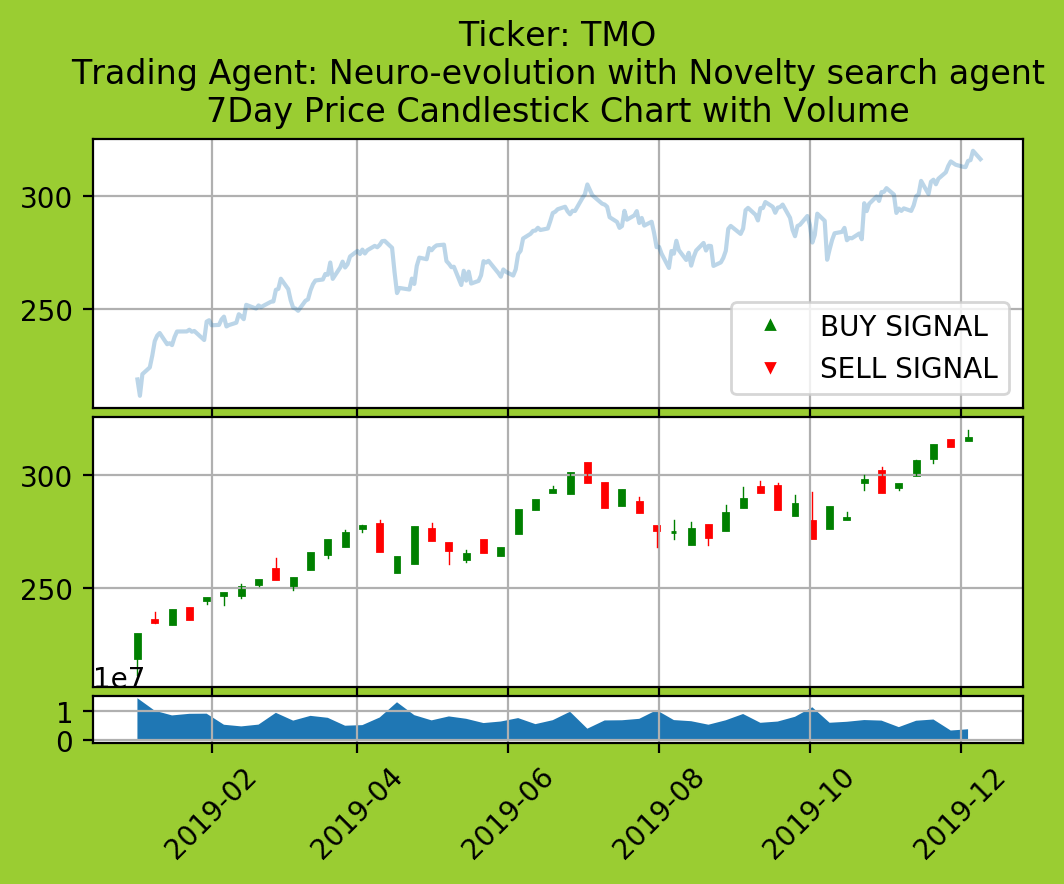 Ticker: TMO
Trading Agent: Neuro-evolution with Novelty search agent
7Day Price Candlestick Chart with Volume
300
250
BUY SIGNAL
SELL SIGNAL
300
250
1e7
1
0
2019-02
2019-04
2019-06
2019-08
2019-10
2019-12